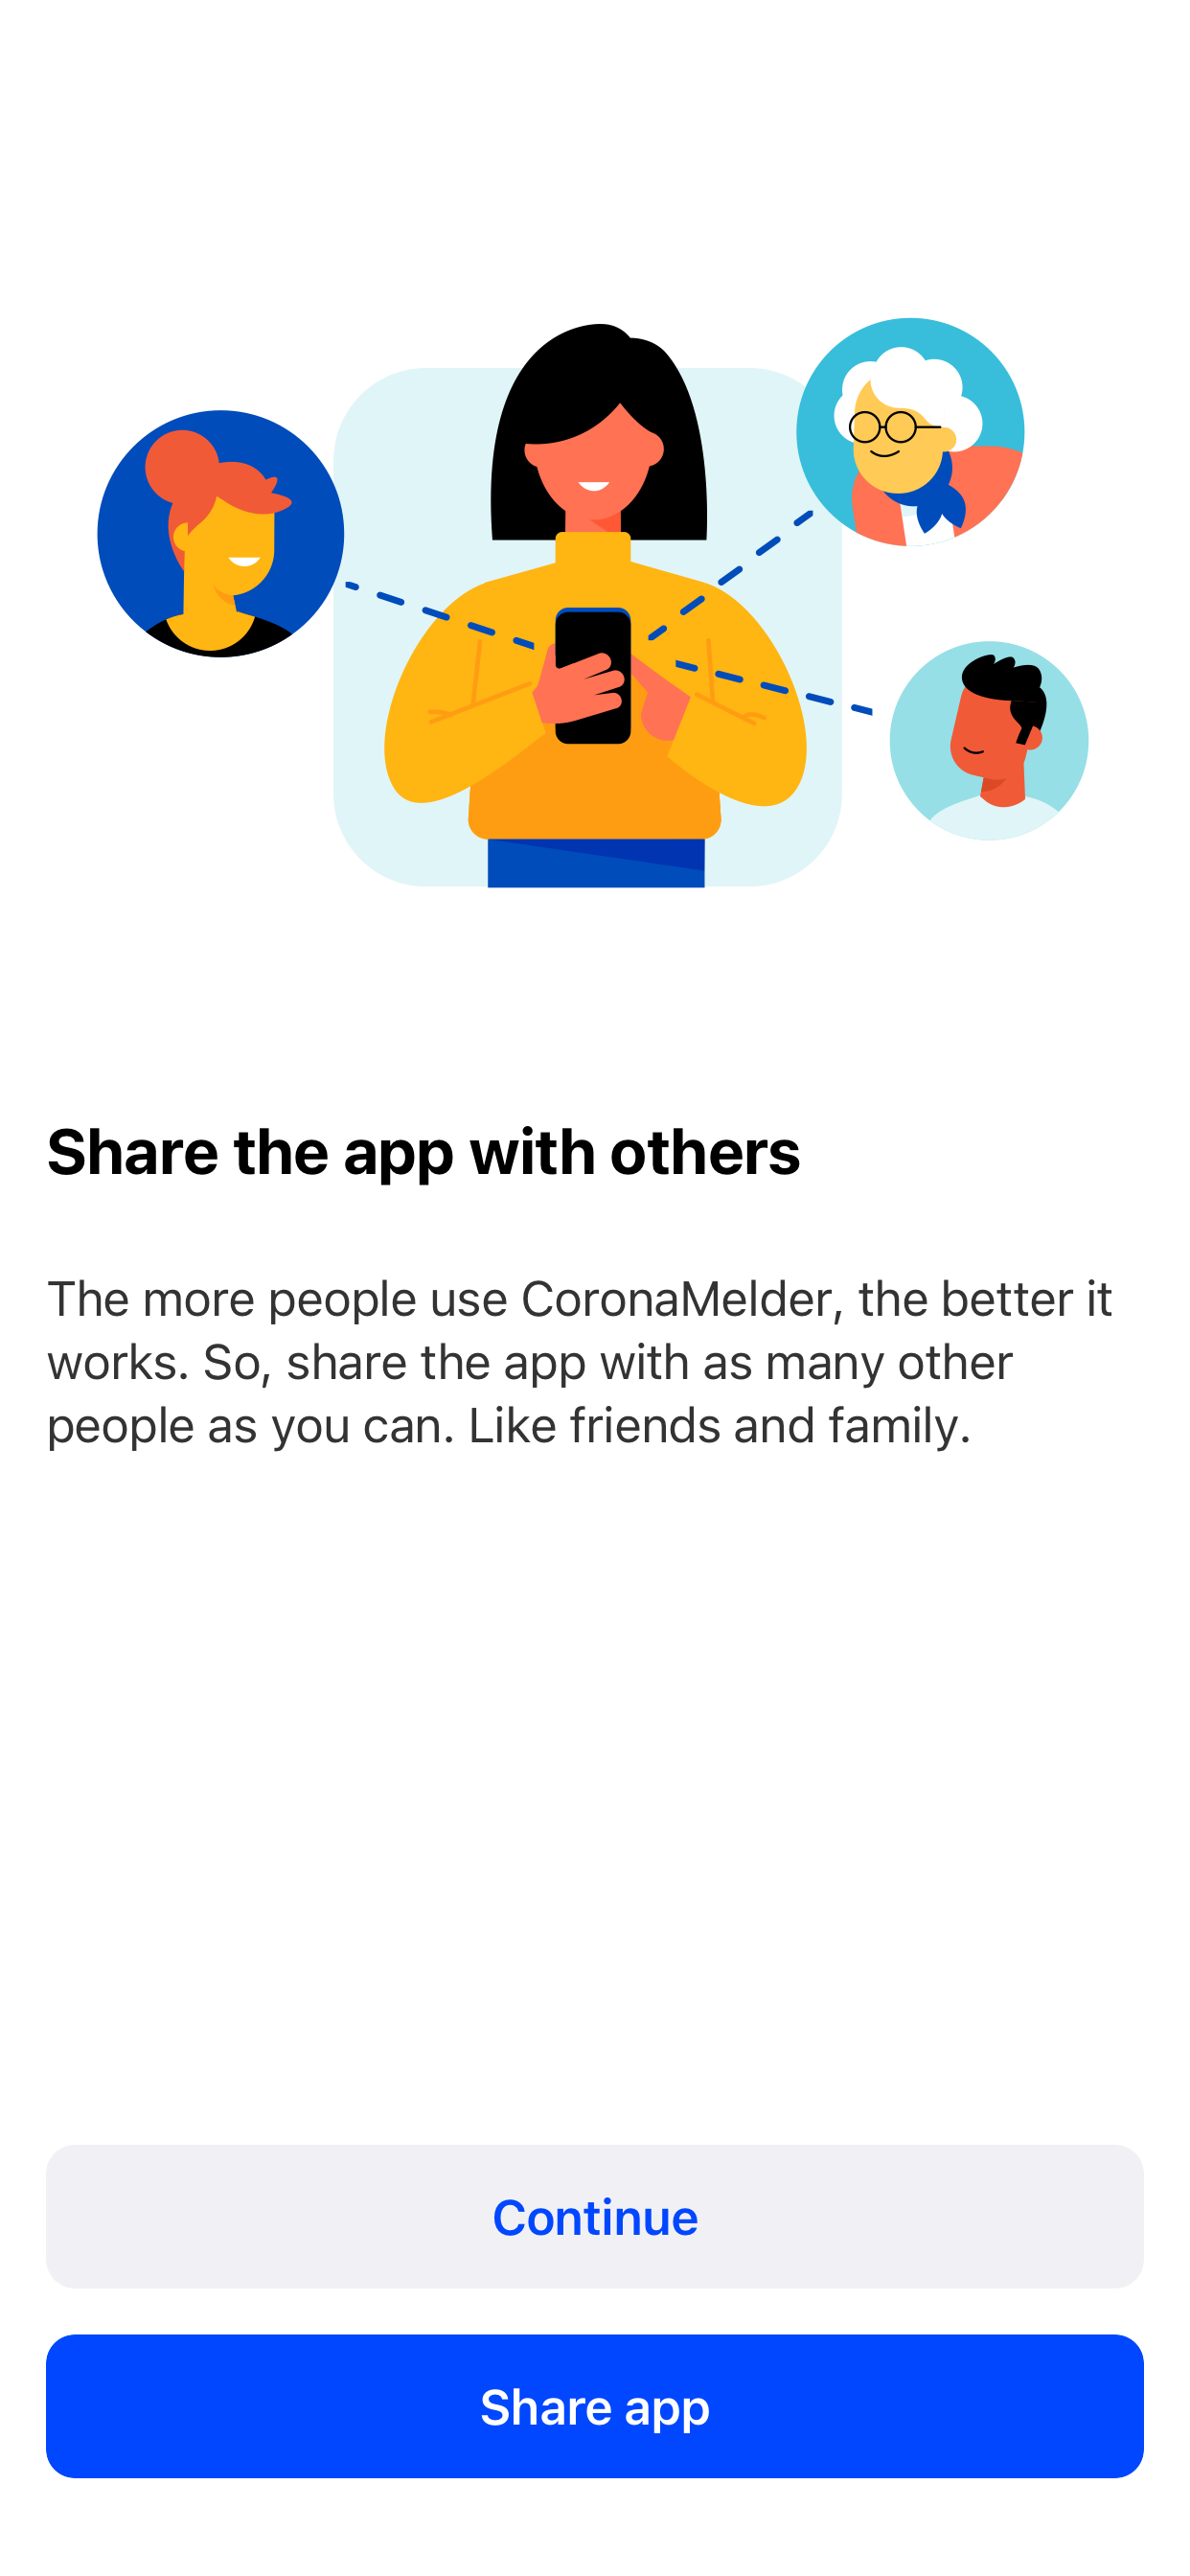 Share the app with others
The more people use CoronaMelder, the better it
works. So, share the app with as many other
people as you can. Like friends and family.
Continue
Share app